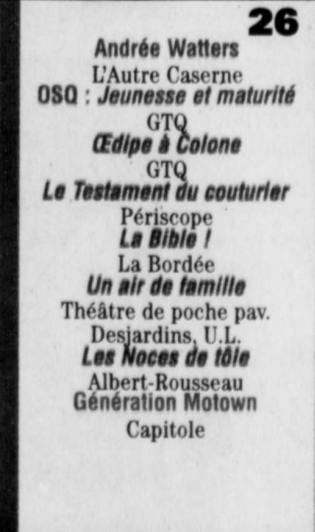 26
Andrée Watters
L'Autre Caserne
OSQ : Jeunesse et maturité
GTQ
Œdipe à Colone
GTQ
Le Testament du couturier
Périscope
La Bible !
La Bordée
Un air de famille
Théâtre de poche pav.
Desjardins, U.L.
Les Noces de tôle
Albert-Rousseau
Génération Motown
Capitole